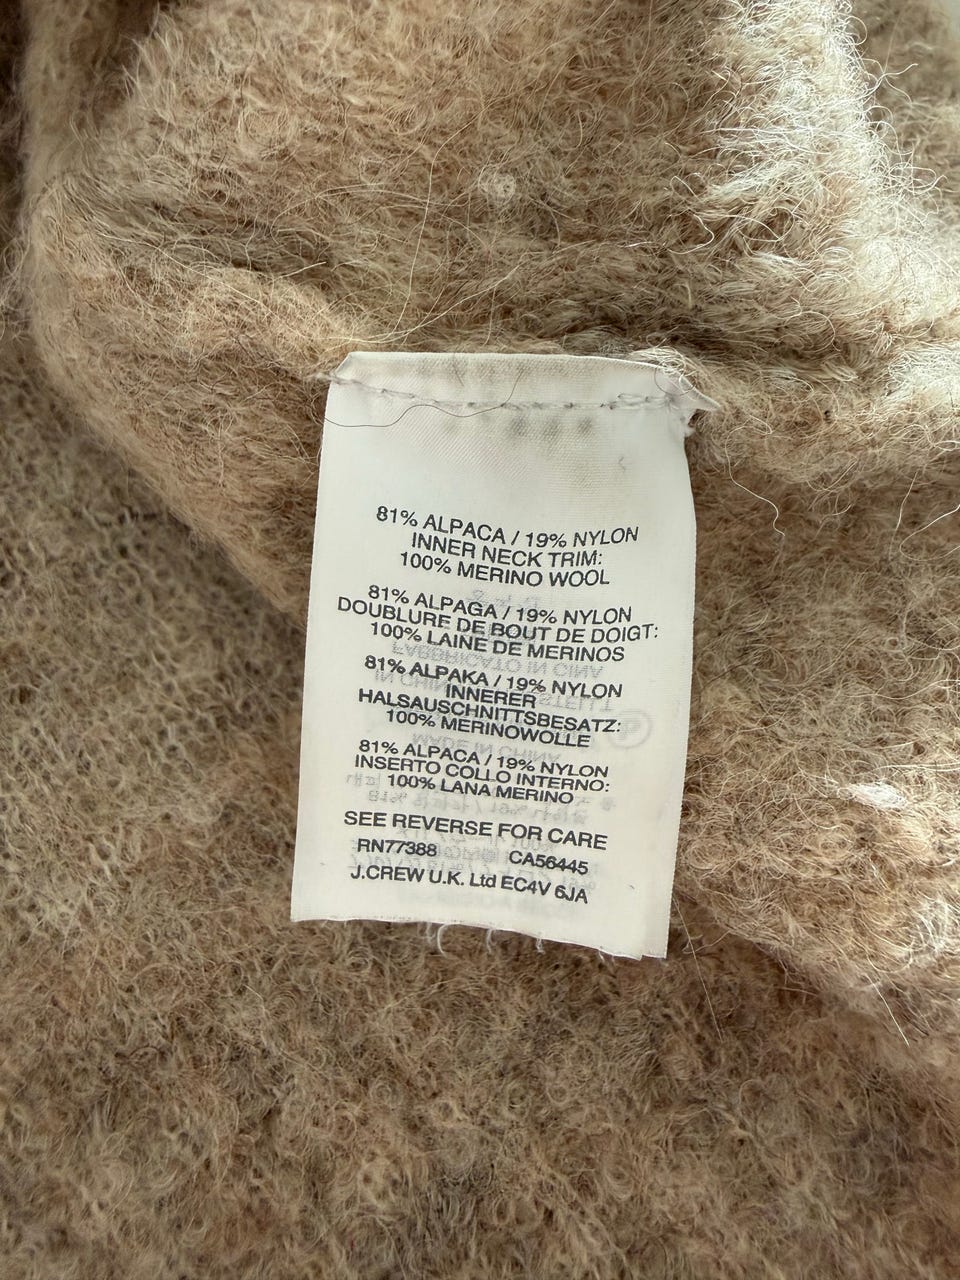 81% ALPACA / 19% NYLON
INNER NECK TRIM:
100% MERINO WOOL
81% ALPAGA / 19% NYLON
DOUBLURE DE BOUT DE DOIGT:
100% LAINE DE MERINOS
81% ALPAKA / 19% NYLON
INNERER
HALSAUSCHNITTSBESATZ:
100% MERINOWOLLE
81% ALPACA / 19% NYLON
INSERTO COLLO INTERNO:
100% LANA MERINO
SEE REVERSE FOR CARE
RN77388 CA56445
J.CREW U.K. Ltd EC4V 6JA